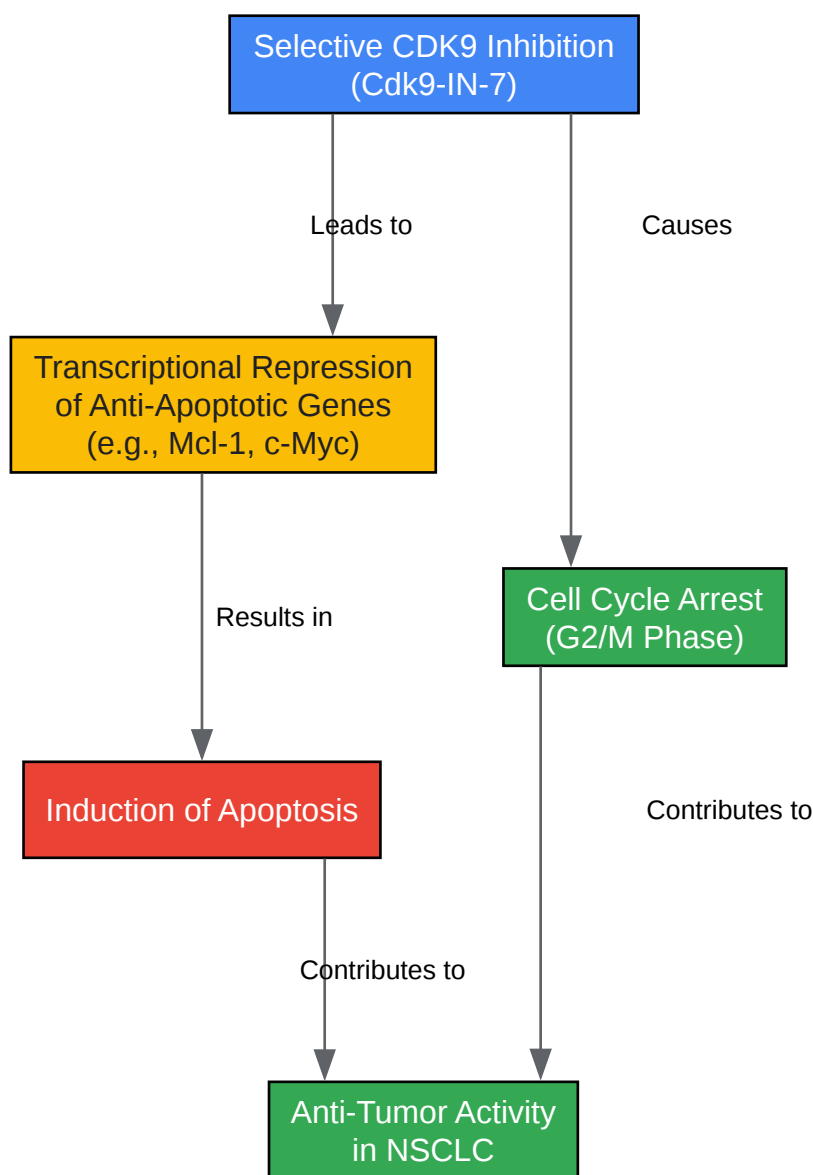 Selective CDK9 Inhibition
(Cdk9-IN-7)
Leads to
Causes
Transcriptional Repression
of Anti-Apoptotic Genes
(e.g., Mcl-1, c-Myc)
Cell Cycle Arrest
(G2/M Phase)
Results in
Induction of Apoptosis
Contributes to
Contributes to
Anti-Tumor Activity
in NSCLC